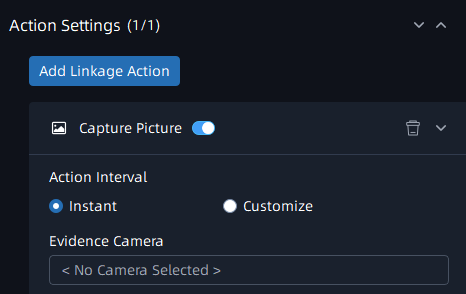 Action Settings (1/1)
Add Linkage Action
Capture Picture
Action Interval
Instant Customize
Evidence Camera
< No Camera Selected >